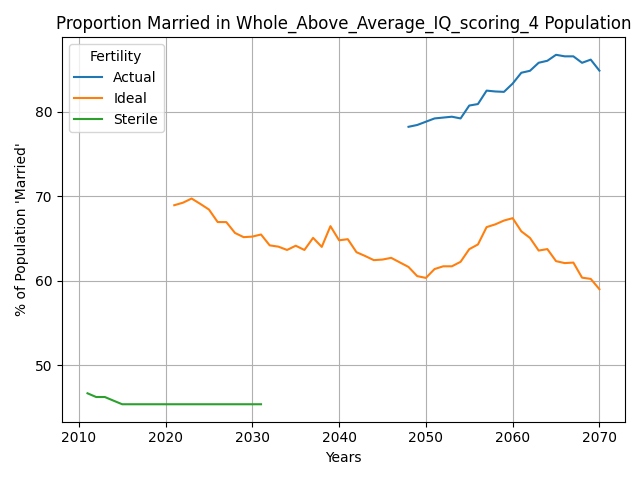 Proportion Married in Whole_Above_Average_IQ_scoring_4 Population
Fertility
Actual
Ideal
Sterile
% of Population 'Married'
80
70
60
50
2010 2020 2030 2040 2050 2060 2070
Years